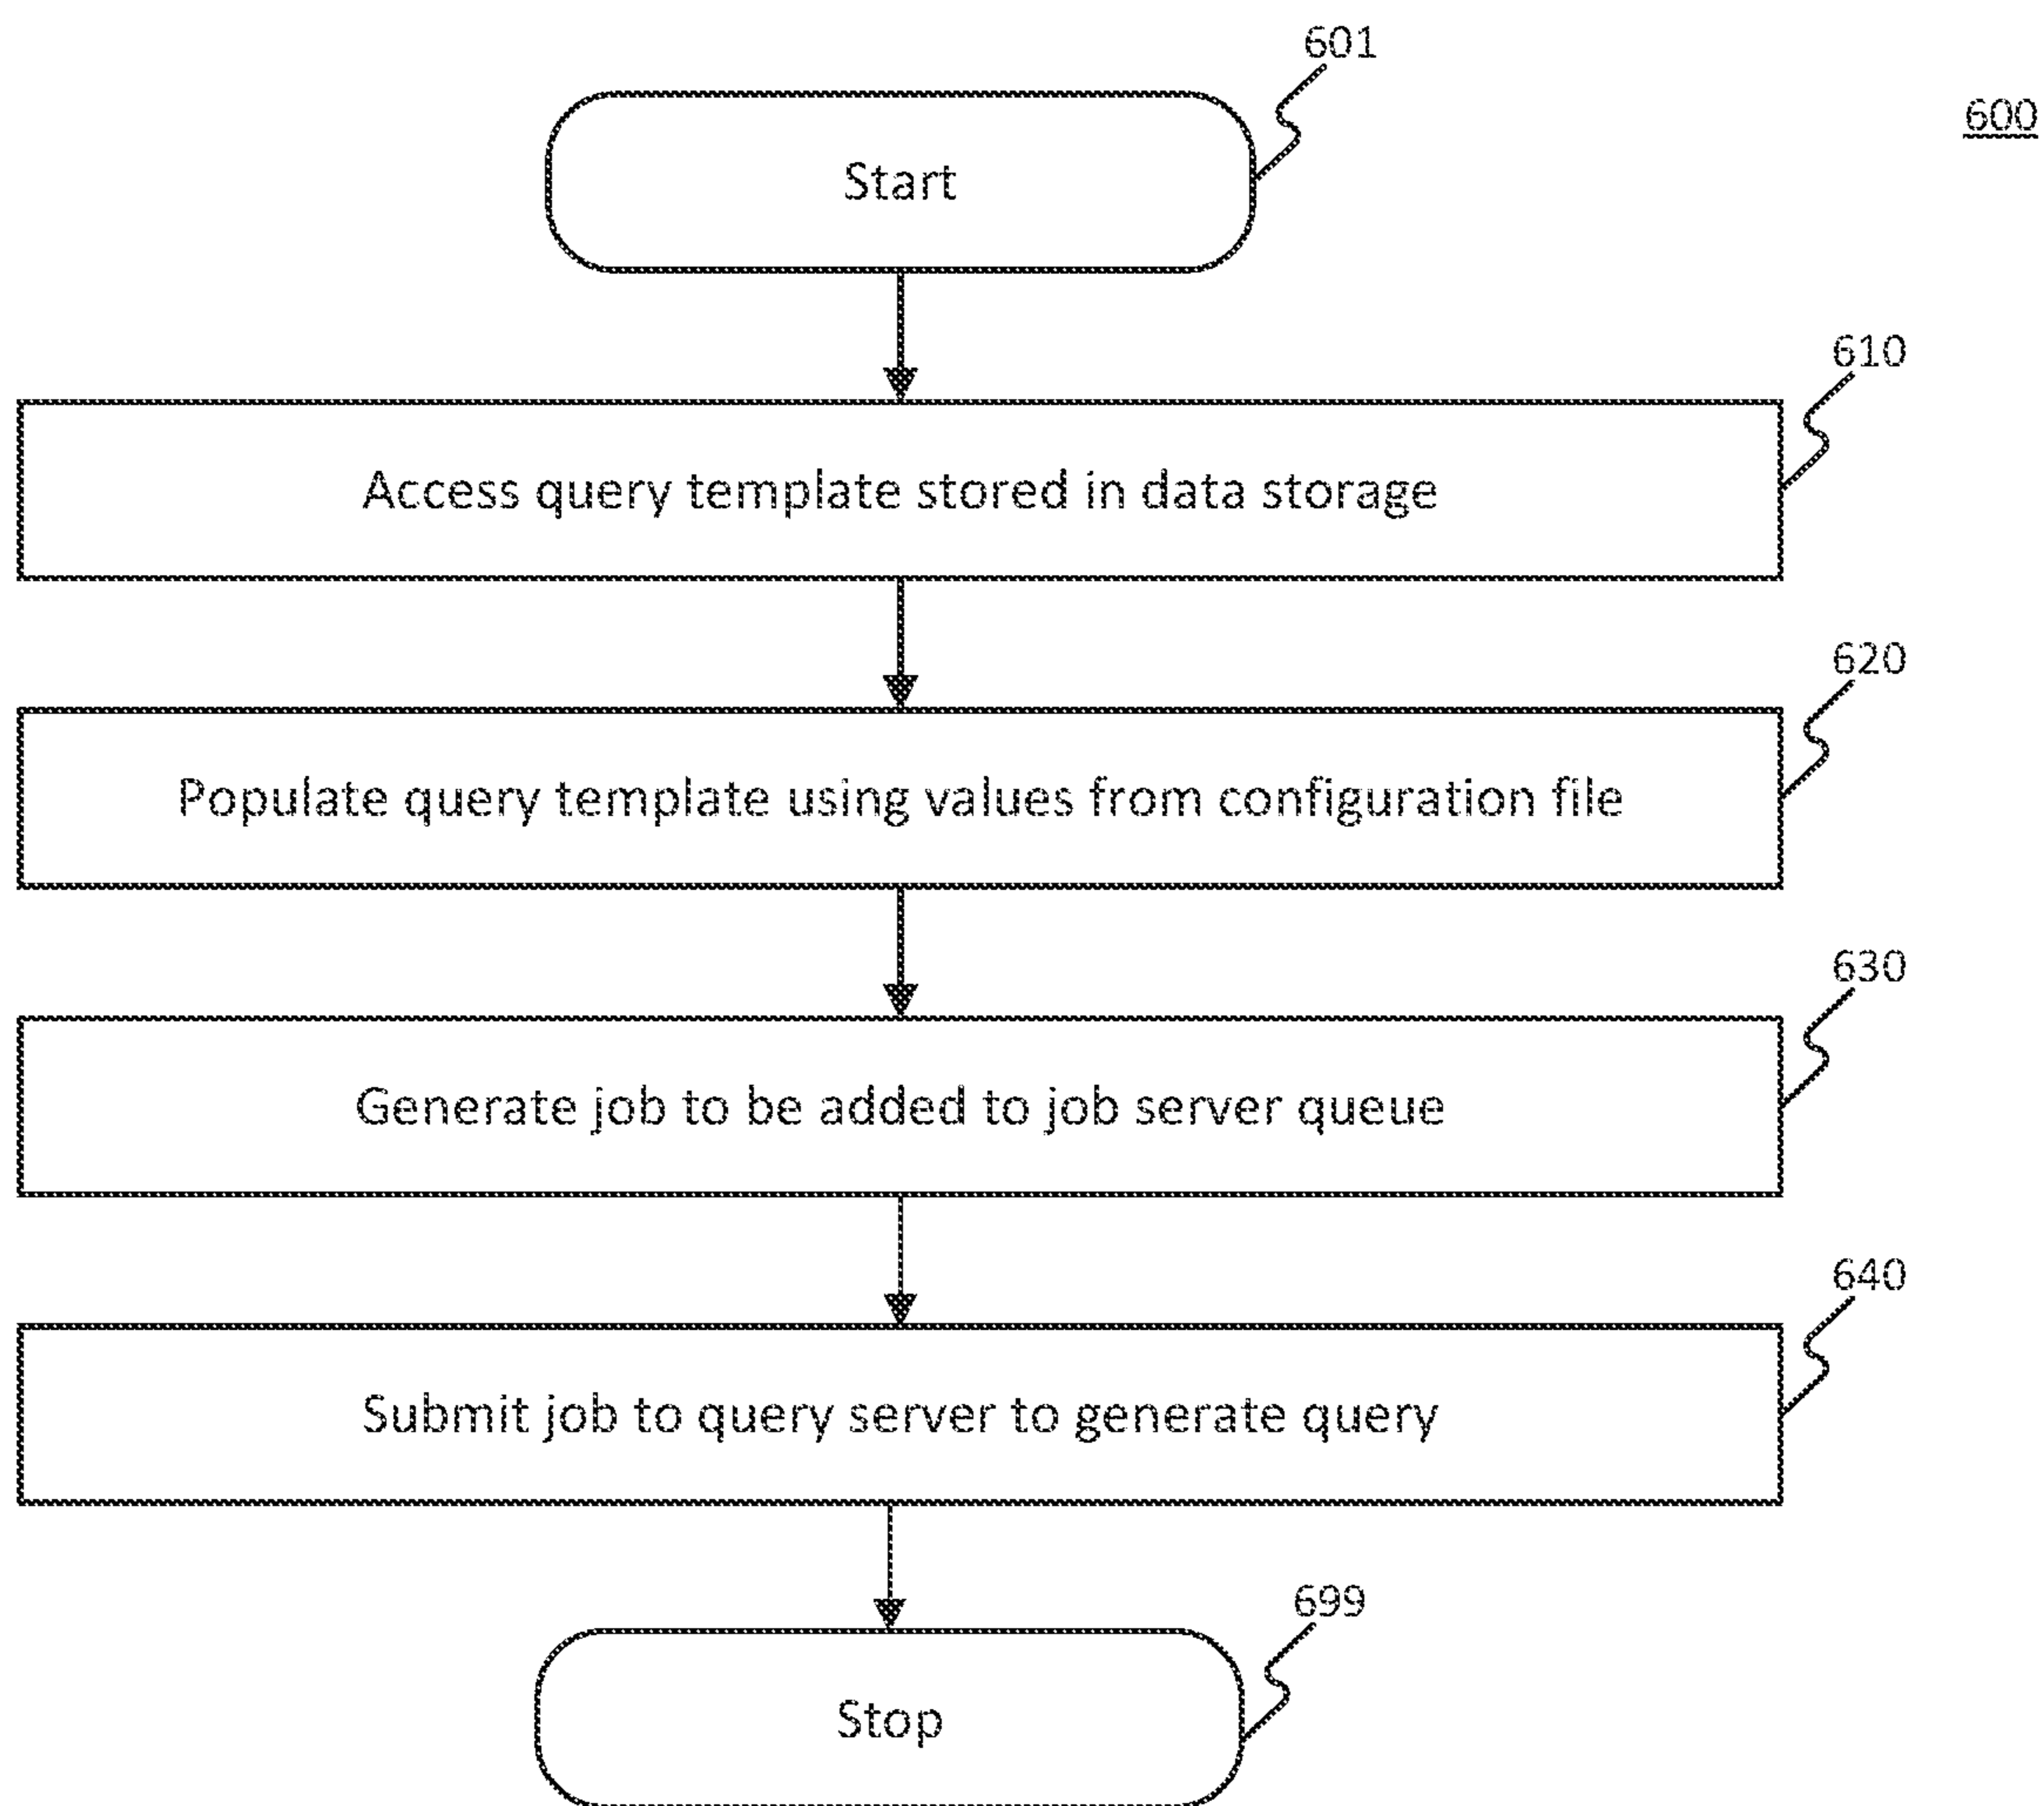 601
600
Start
610
Access query template stored in data storage
620
Populate query template using values from configuration file
630
Generate job to be added to job server queue
640
Submit job to query server to generate query
699
Stop